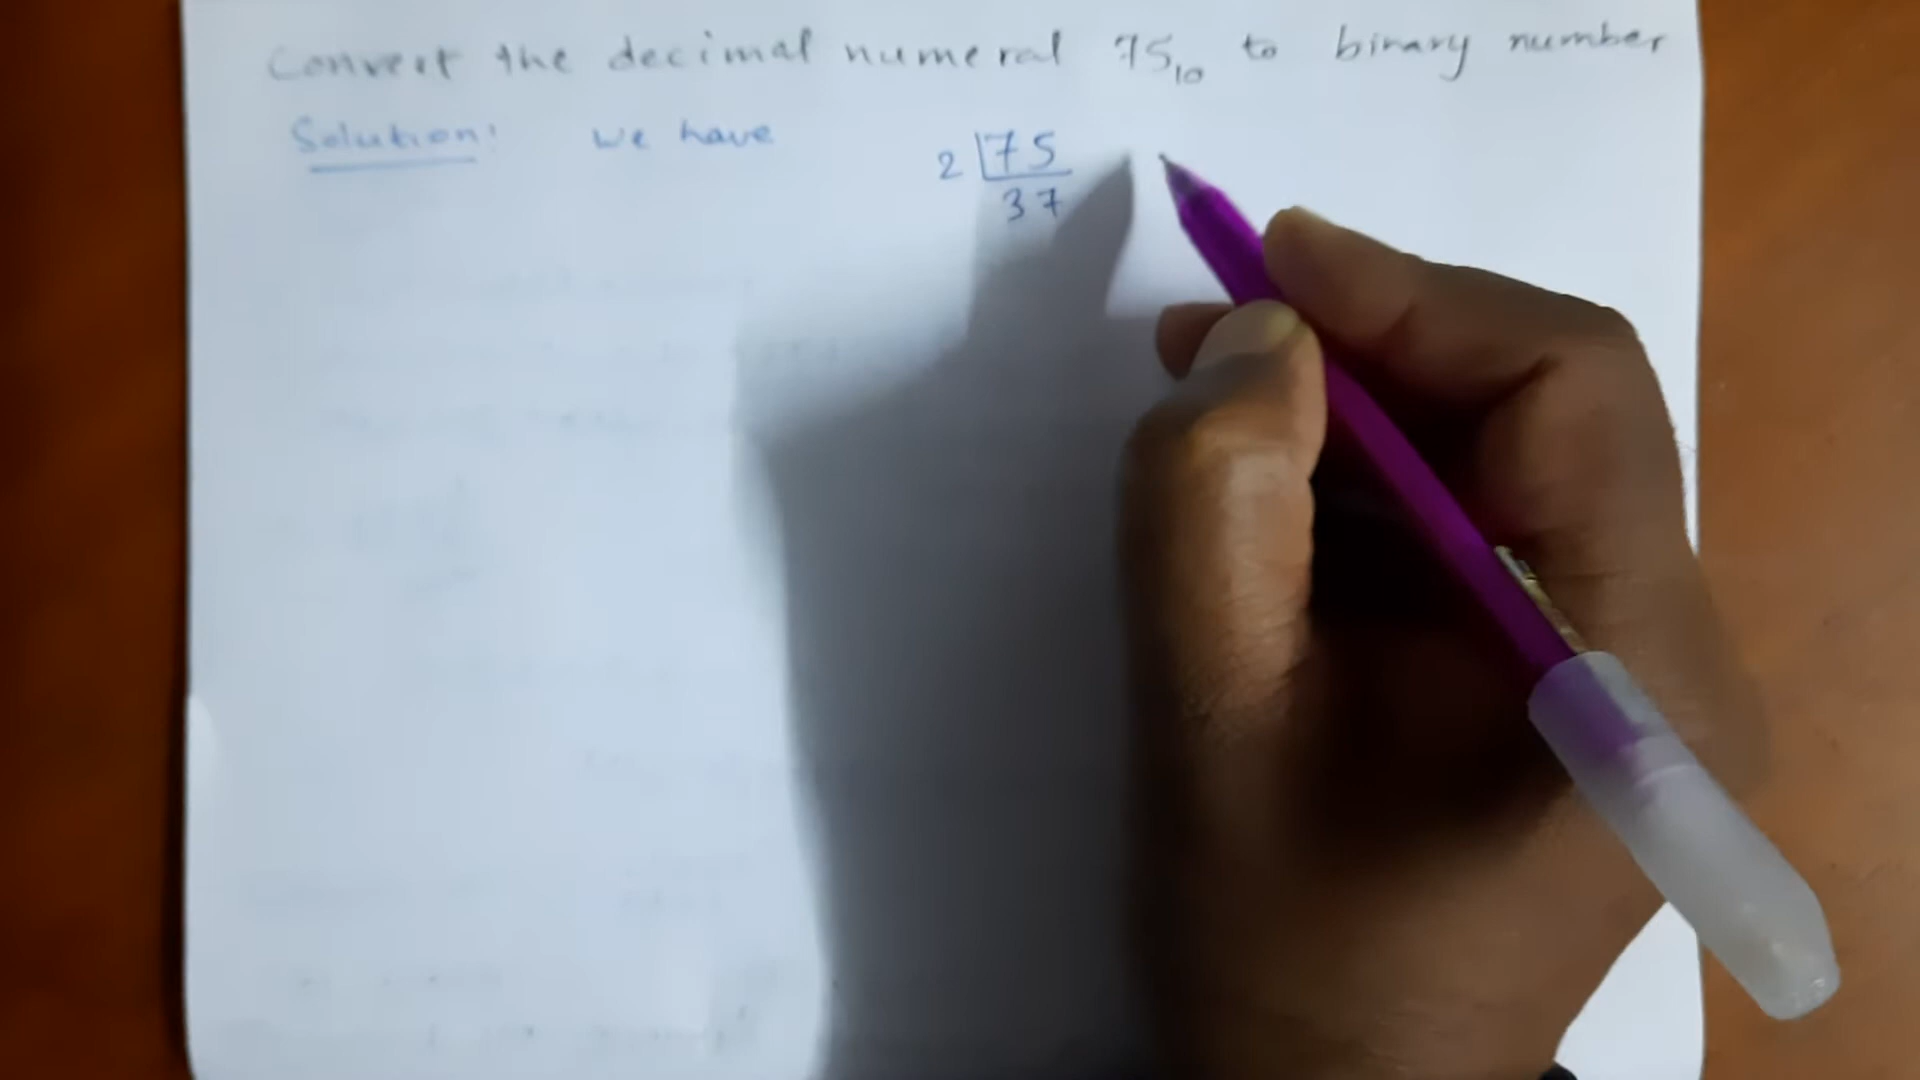 Convert the decimal numeral 75₁₀ to binary number
Solution: We have
2 75
37